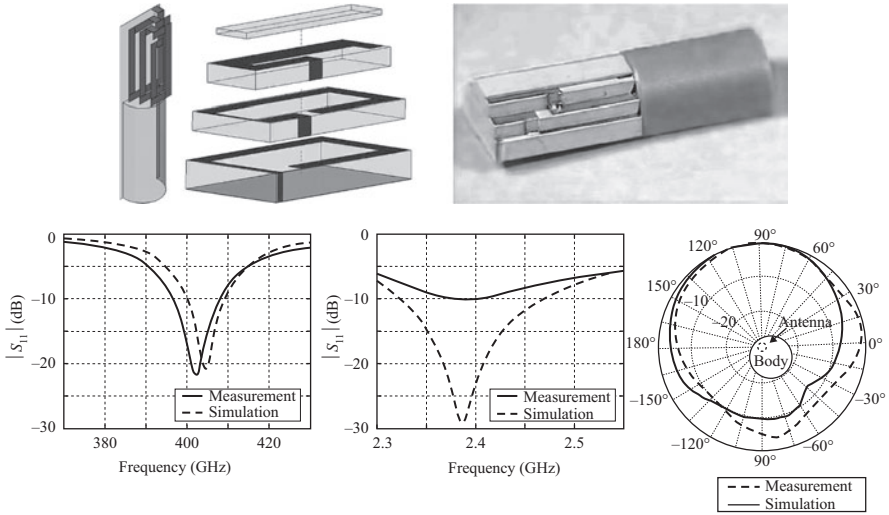 0
−10
−20
−30
|S₁₁| (dB)
380
400
420
Frequency (GHz)
Measurement
Simulation
0
−10
−20
−30
|S₁₁| (dB)
2.3
2.4
2.5
Frequency (GHz)
Measurement
Simulation
90°
120°
60°
150°
30°
−10
−20
Antenna
180°
0°
Body
−150°
−30°
−120°
−60°
90°
Measurement
Simulation